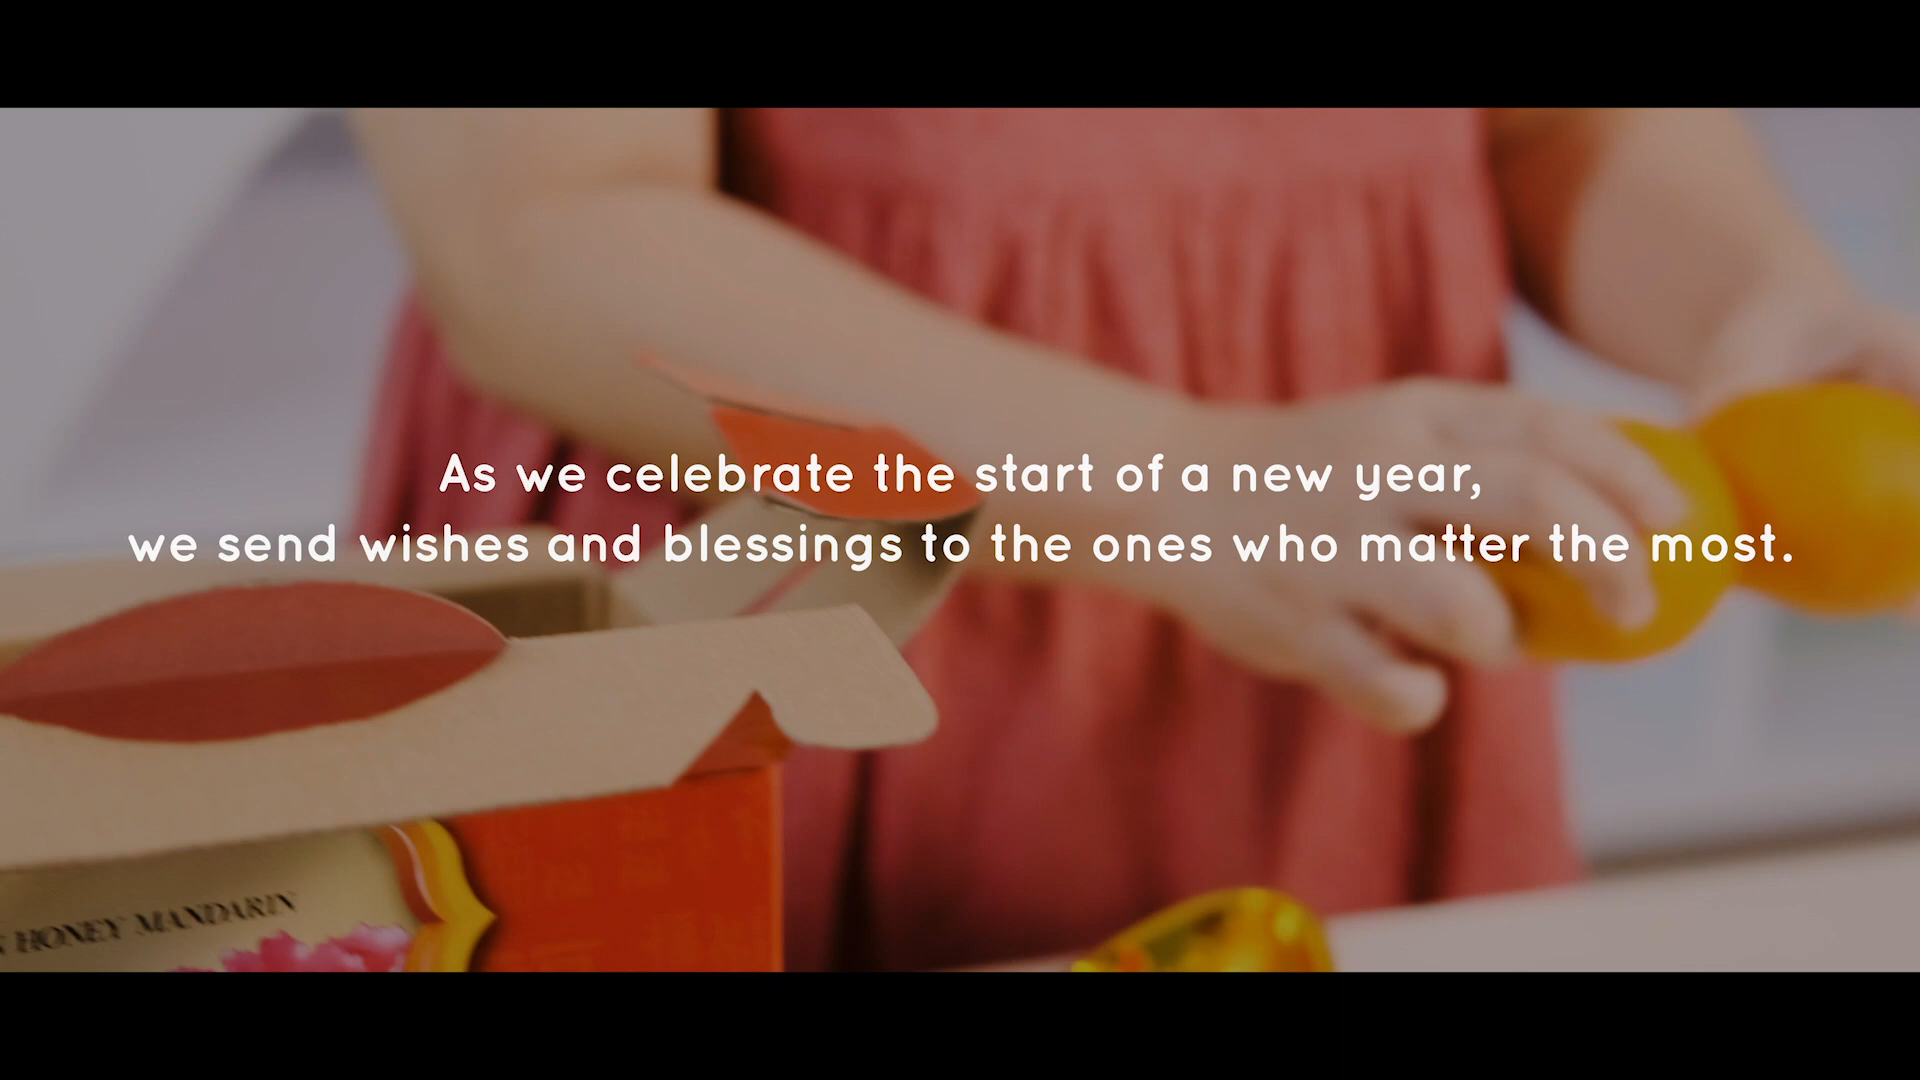 As we celebrate the start of a new year,
we send wishes and blessings to the ones who matter the most.
HONEY MANDARIN